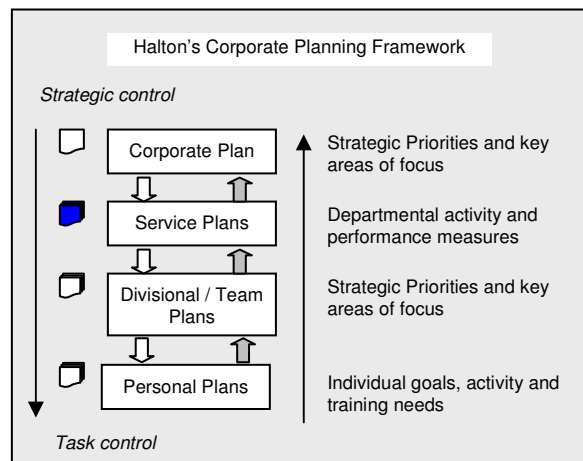 Halton's Corporate Planning Framework
Strategic control
Corporate Plan
Strategic Priorities and key
areas of focus
Service Plans
Departmental activity and
performance measures
Divisional / Team
Plans
Strategic Priorities and key
areas of focus
Personal Plans
Individual goals, activity and
training needs
Task control